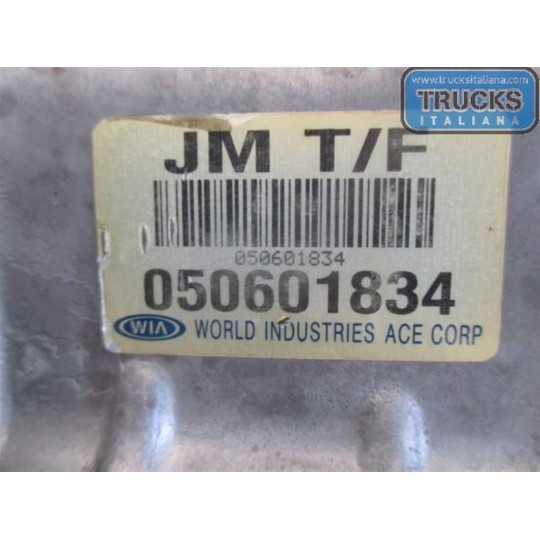 www.trucksitaliana.com
TRUCKS
ITALIANA
JM T/F
050601834
050601834
WIA WORLD INDUSTRIES ACE CORP